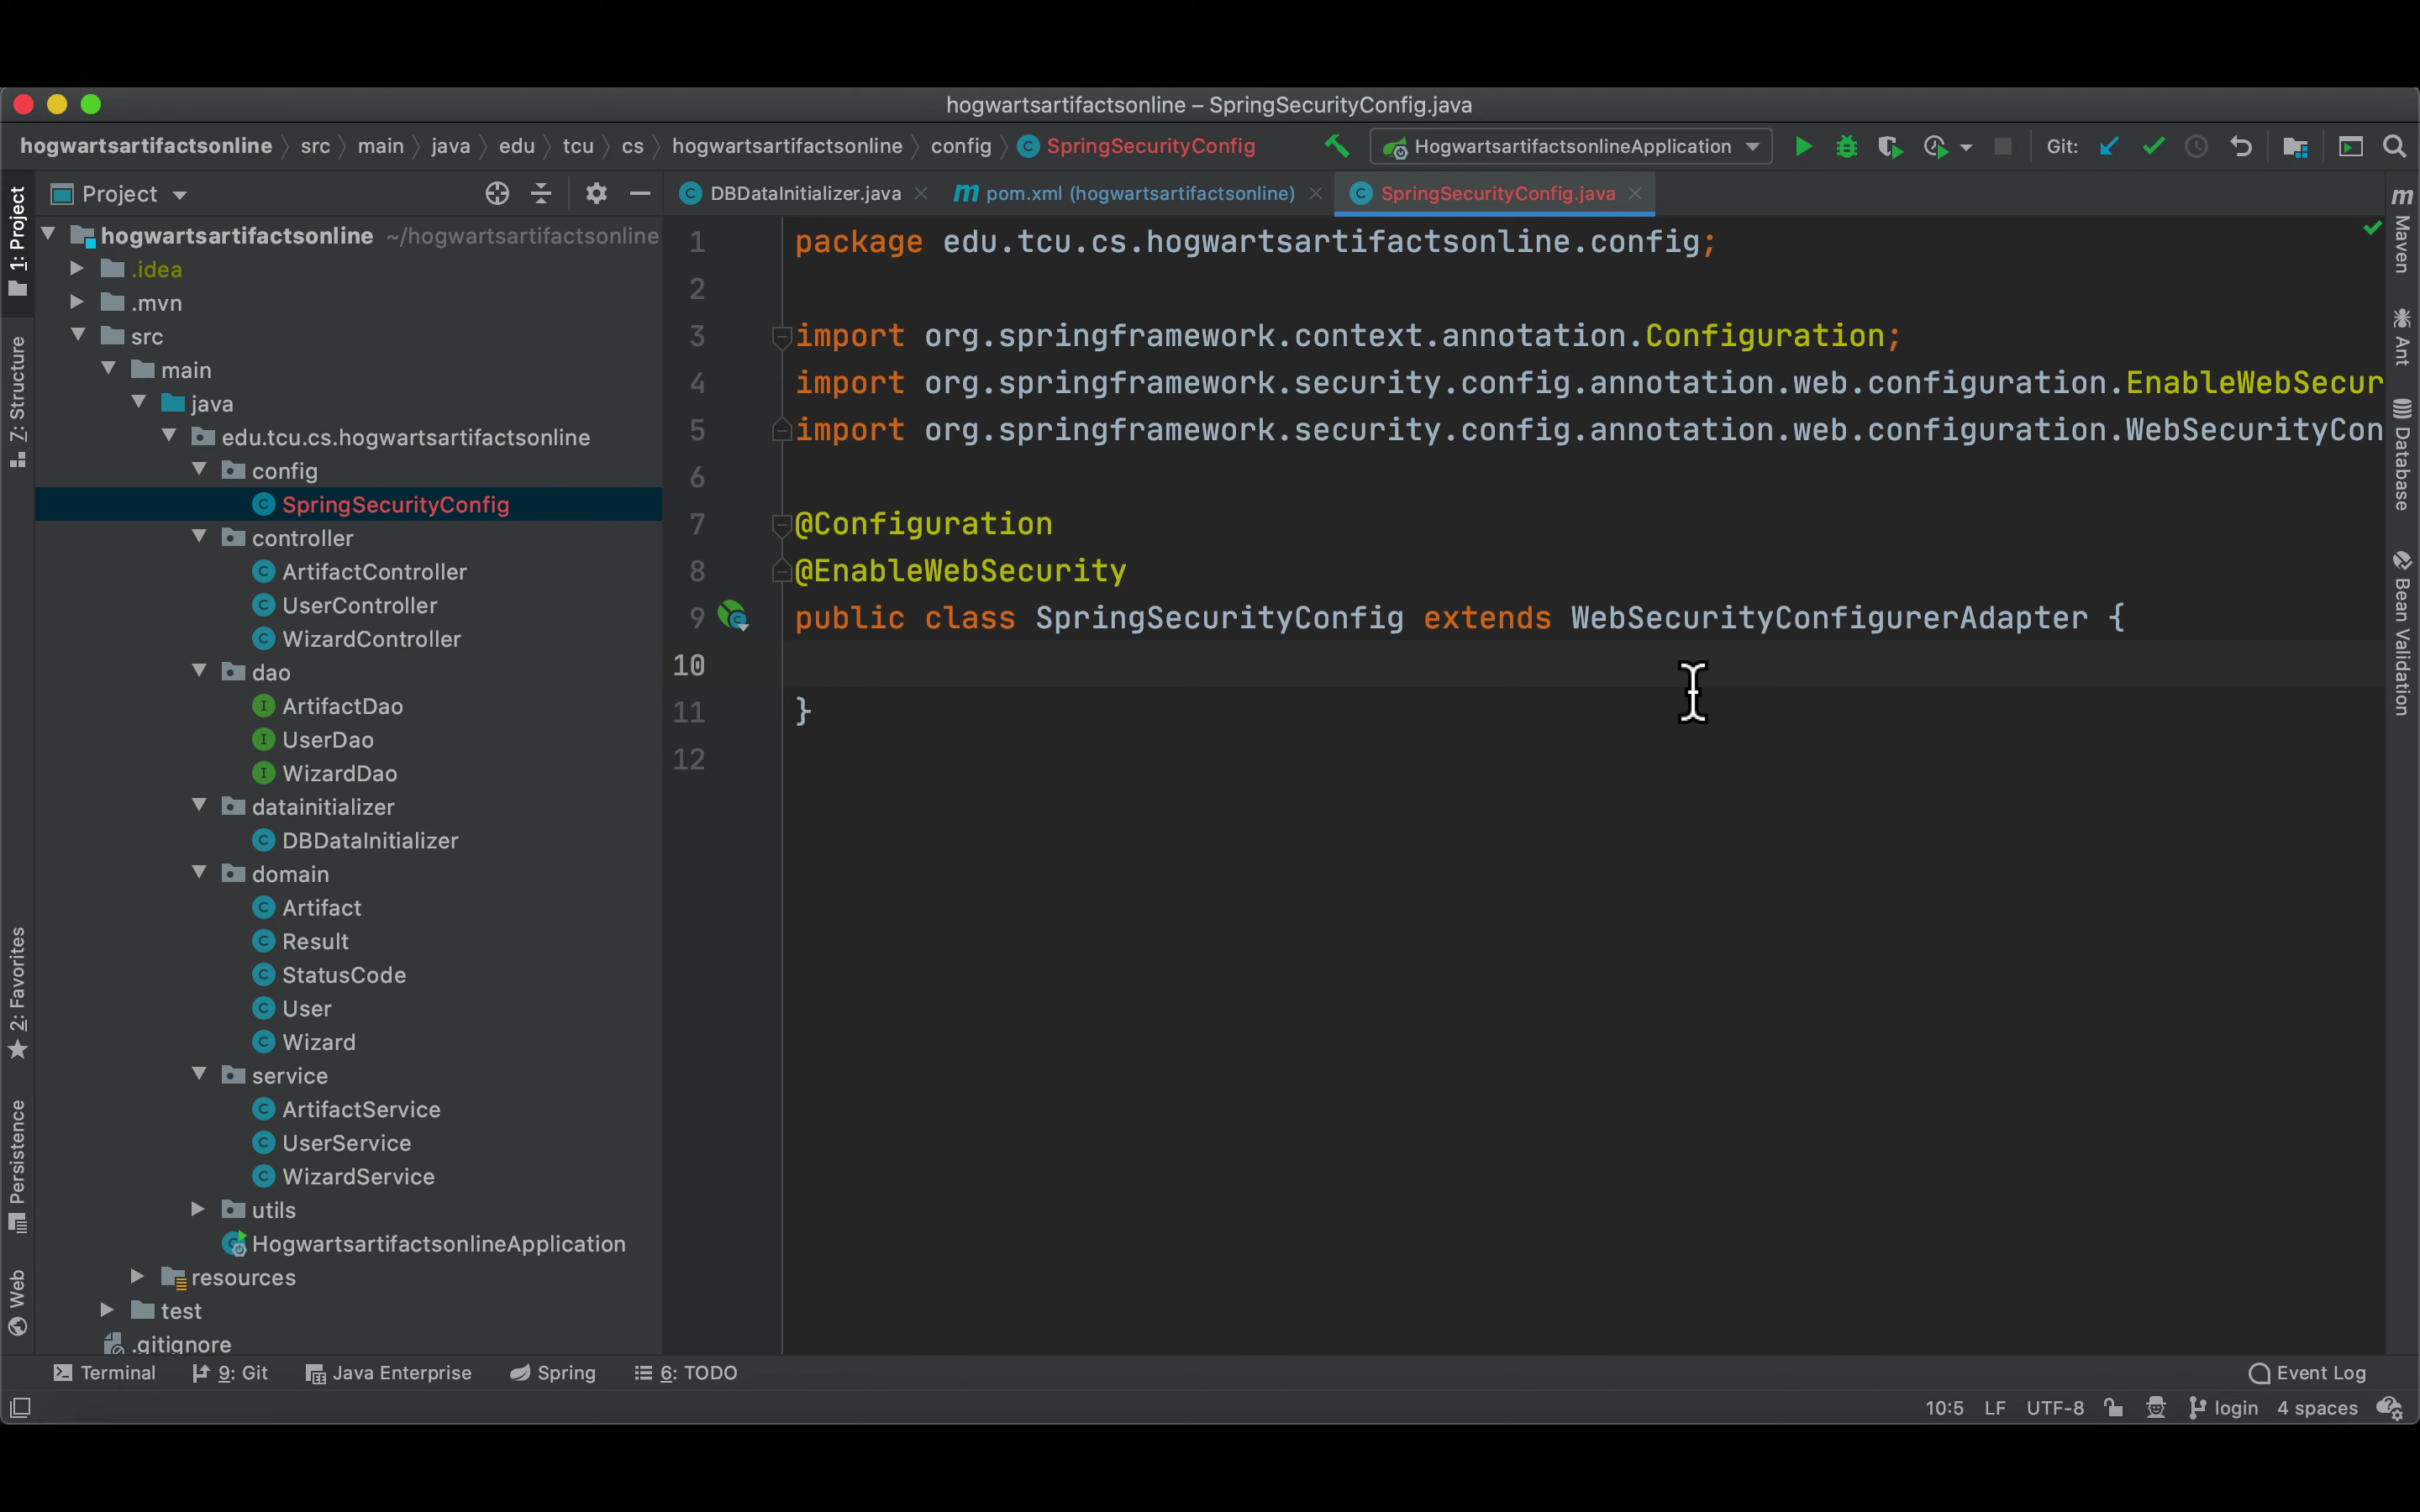 hogwartsartifactsonline – SpringSecurityConfig.java
hogwartsartifactsonline src main java edu tcu cs hogwartsartifactsonline config SpringSecurityConfig HogwartsartifactsonlineApplication Git:
Project
DBDataInitializer.java pom.xml (hogwartsartifactsonline) SpringSecurityConfig.java
1: Project
7: Structure
2: Favorites
Persistence
Web
hogwartsartifactsonline ~/hogwartsartifactsonline
.idea
.mvn
src
main
java
edu.tcu.cs.hogwartsartifactsonline
config
SpringSecurityConfig
controller
ArtifactController
UserController
WizardController
dao
ArtifactDao
UserDao
WizardDao
datainitializer
DBDataInitializer
domain
Artifact
Result
StatusCode
User
Wizard
service
ArtifactService
UserService
WizardService
utils
HogwartsartifactsonlineApplication
resources
test
.gitignore
1 package edu.tcu.cs.hogwartsartifactsonline.config;
2
3 import org.springframework.context.annotation.Configuration;
4 import org.springframework.security.config.annotation.web.configuration.EnableWebSecur
5 import org.springframework.security.config.annotation.web.configuration.WebSecurityCon
6
7 @Configuration
8 @EnableWebSecurity
9 public class SpringSecurityConfig extends WebSecurityConfigurerAdapter {
10
11 }
12
Maven
Ant
Database
Bean Validation
Terminal 9: Git Java Enterprise Spring 6: TODO Event Log
10:5 LF UTF-8 login 4 spaces